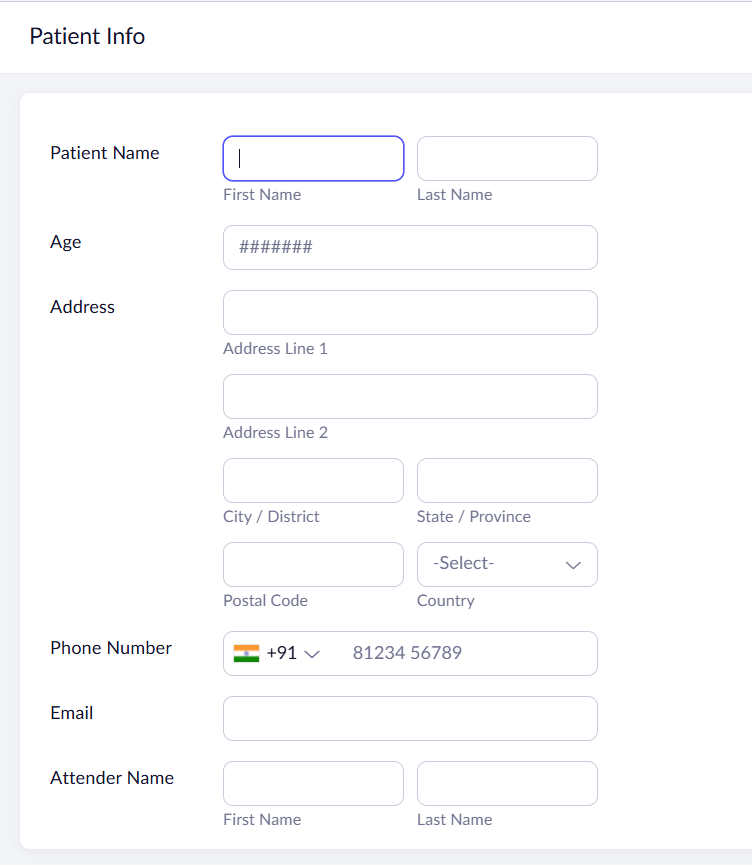 Patient Info
Patient Name
First Name Last Name
Age #######
Address
Address Line 1
Address Line 2
City / District State / Province
-Select-
Postal Code Country
Phone Number +91 81234 56789
Email
Attender Name
First Name Last Name